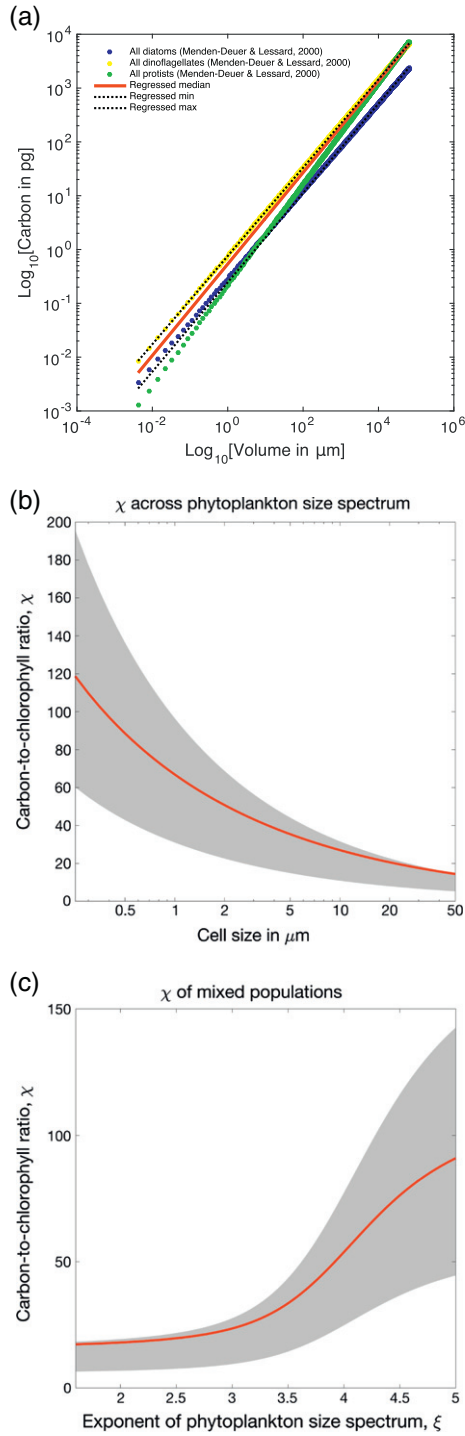 (a)
10^4
10^3
10^2
10^1
10^0
10^-1
10^-2
10^-3
Log_10[Carbon in pg]
All diatoms (Menden-Deuer & Lessard, 2000)
All dinoflagellates (Menden-Deuer & Lessard, 2000)
All protists (Menden-Deuer & Lessard, 2000)
Regressed median
Regressed min
Regressed max
10^-4 10^-2 10^0 10^2 10^4 10^6
Log_10[Volume in μm]
(b)
χ across phytoplankton size spectrum
200
180
160
140
120
100
80
60
40
20
0
Carbon-to-chlorophyll ratio, χ
0.5 1 2 5 10 20 50
Cell size in μm
(c)
χ of mixed populations
150
100
50
0
Carbon-to-chlorophyll ratio, χ
2 2.5 3 3.5 4 4.5 5
Exponent of phytoplankton size spectrum, ξ